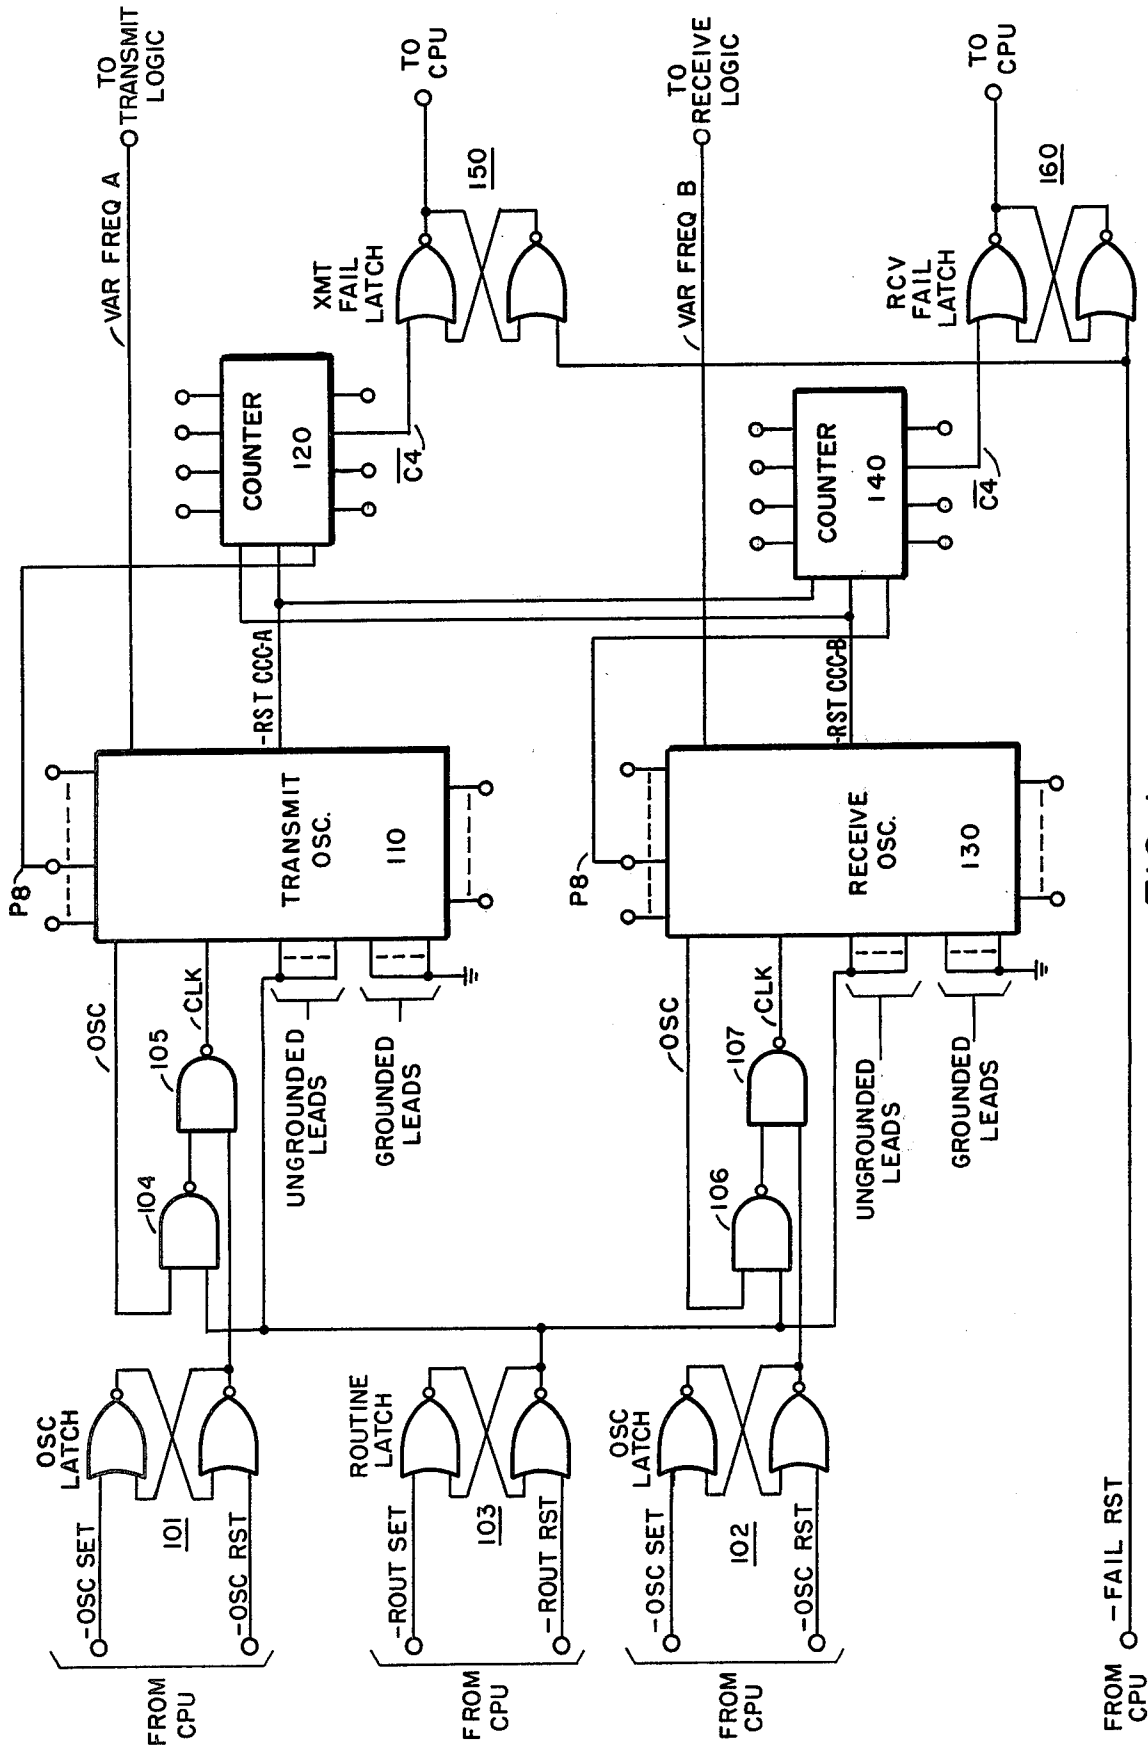 FROM
CPU
-OSC SET
-OSC RST
OSC
LATCH
101
OSC
104
105
CLK
UNGROUNDED
LEADS
GROUNDED
LEADS
P8
TRANSMIT
OSC.
110
-RST CCC-A
COUNTER
120
C̅4̅
VAR FREQ A
TO
TRANSMIT
LOGIC
XMT
FAIL
LATCH
150
TO
CPU
FROM
CPU
-ROUT SET
-ROUT RST
ROUTINE
LATCH
103
FROM
CPU
-OSC SET
-OSC RST
OSC
LATCH
102
OSC
106
107
CLK
UNGROUNDED
LEADS
GROUNDED
LEADS
P8
RECEIVE
OSC.
130
-RST CCC-B
COUNTER
140
C̅4̅
VAR FREQ B
TO
RECEIVE
LOGIC
RCV
FAIL
LATCH
160
TO
CPU
FROM
CPU
-FAIL RST